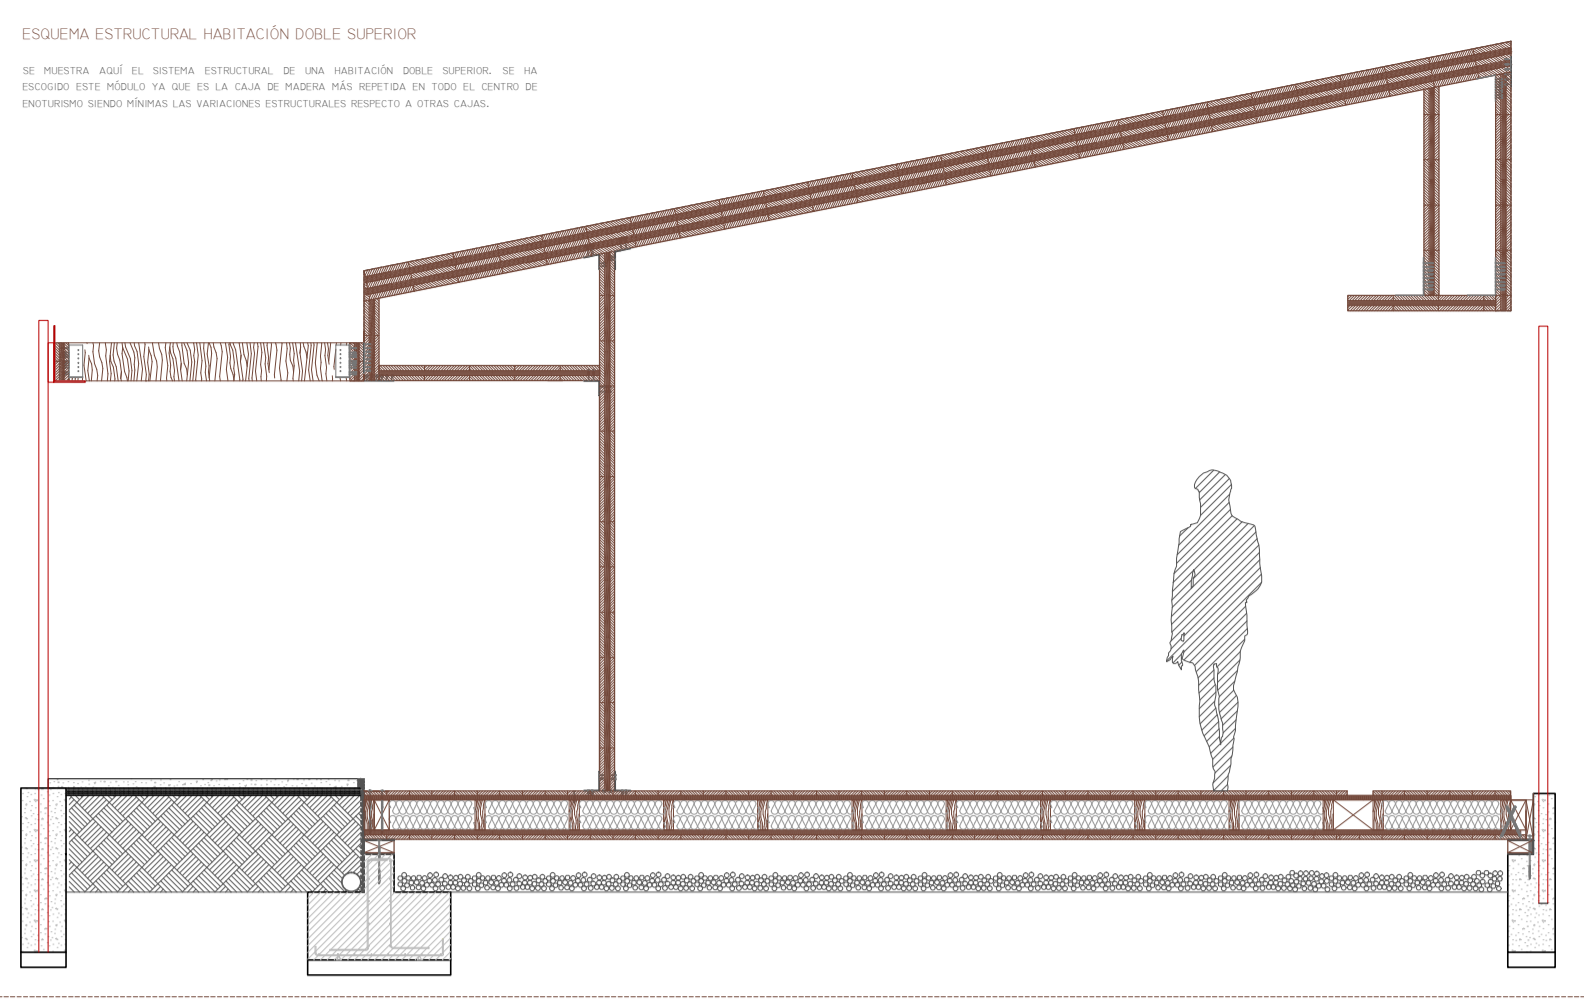 ESQUEMA ESTRUCTURAL HABITACIÓN DOBLE SUPERIOR
SE MUESTRA AQUÍ EL SISTEMA ESTRUCTURAL DE UNA HABITACIÓN DOBLE SUPERIOR. SE HA
ESCOGIDO ESTE MÓDULO YA QUE ES LA CAJA DE MADERA MÁS REPETIDA EN TODO EL CENTRO DE
ENOTURISMO SIENDO MÍNIMAS LAS VARIACIONES ESTRUCTURALES RESPECTO A OTRAS CAJAS.